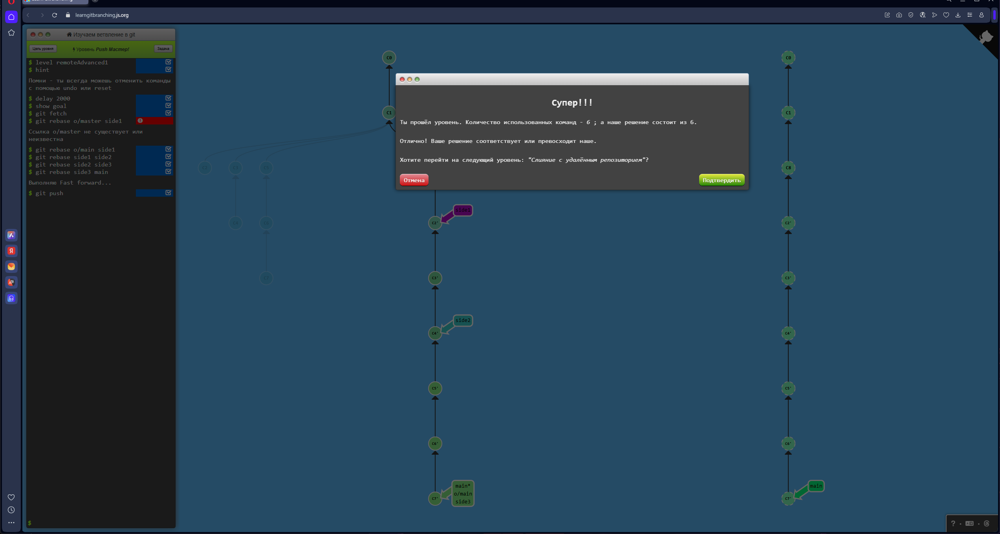 learngitbranching.js.org
Изучаем ветвление в git
Цель уровня
Уровень Push Мастер!
Задача
$ level remoteAdvanced1
$ hint
Помни - ты всегда можешь отменить команды
с помощью undo или reset
$ delay 2000
$ show goal
$ git fetch
$ git rebase o/master side1
Ссылка o/master не существует или
неизвестна
$ git rebase o/main side1
$ git rebase side1 side2
$ git rebase side2 side3
$ git rebase side3 main
Выполняю Fast forward...
$ git push
$
Супер!!!
Ты прошёл уровень. Количество использованных команд - 6 ; а наше решение состоит из 6.
Отлично! Ваше решение соответствует или превосходит наше.
Хотите перейти на следующий уровень: "Слияние с удалённым репозиторием"?
Отмена
Подтвердить
C0
C1
C2
C3
C5
C4
C6
C7
side1
C2'
C3'
side2
C4'
C5'
C6'
main*
o/main
side3
C7'
C0
C1
C8
C2'
C3'
C4'
C5'
C6'
main
C7'
?